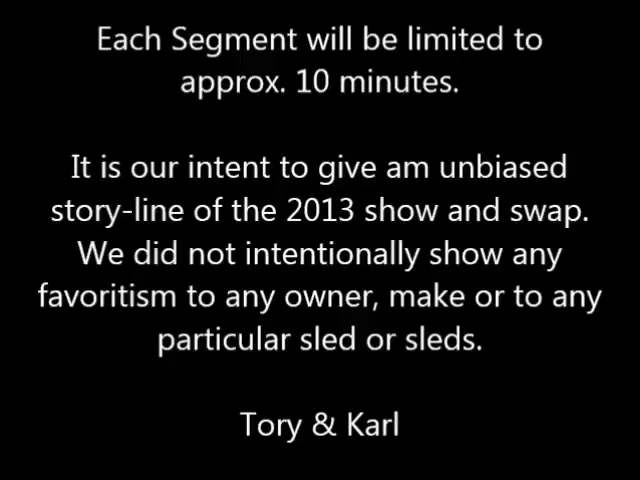 Each Segment will be limited to
approx. 10 minutes.
It is our intent to give am unbiased
story-line of the 2013 show and swap.
We did not intentionally show any
favoritism to any owner, make or to any
particular sled or sleds.
Tory & Karl